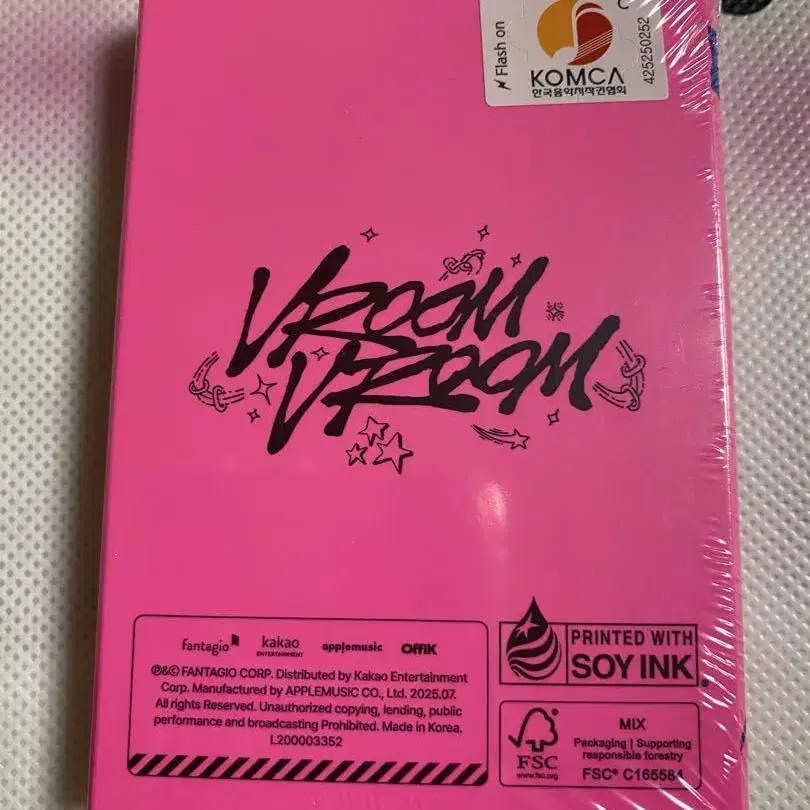 Flash on
C
KOMCA
한국음악저작권협회
425250252
VROOM
VROOM
fantagio kakao ENTERTAINMENT applemusic OffiK
℗&© FANTAGIO CORP. Distributed by Kakao Entertainment
Corp. Manufactured by APPLEMUSIC CO., Ltd. 2025.07.
All rights Reserved. Unauthorized copying, lending, public
performance and broadcasting Prohibited. Made in Korea.
L200003352
PRINTED WITH
SOY INK
FSC
www.fsc.org
MIX
Packaging | Supporting
responsible forestry
FSC® C165584